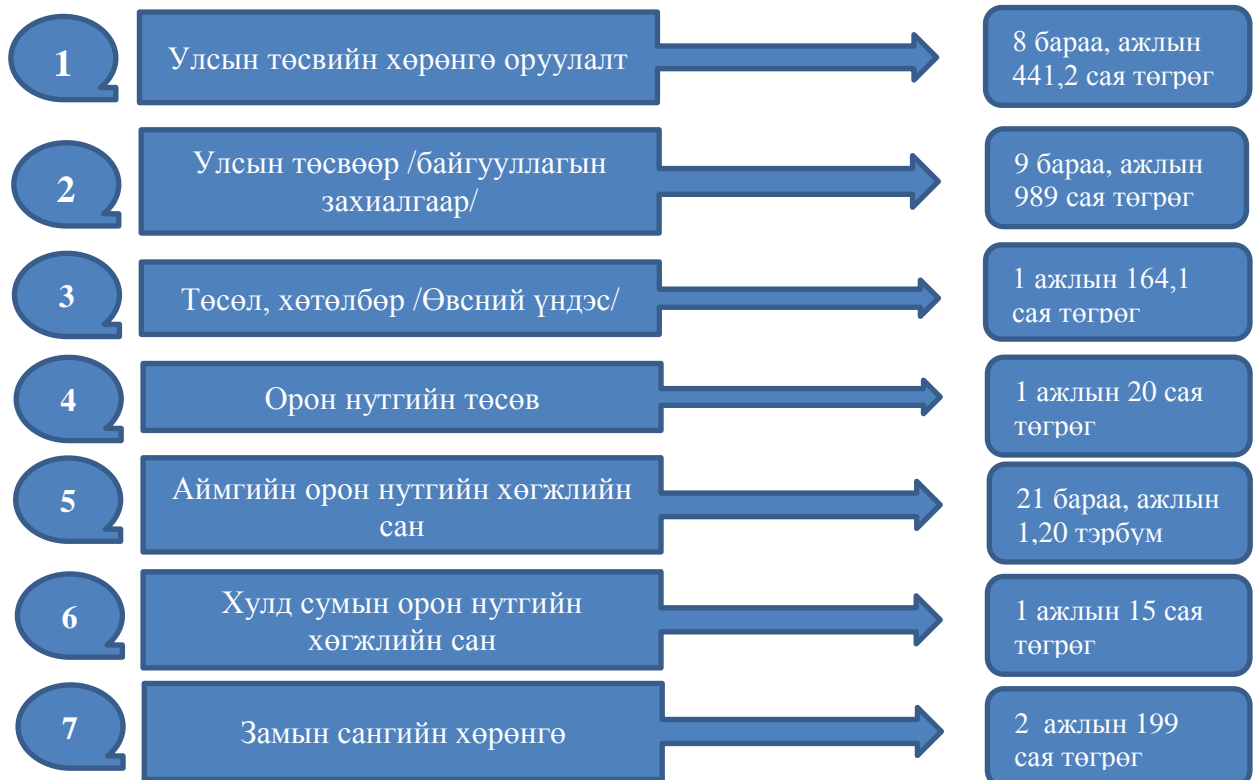 1
Улсын төсвийн хөрөнгө оруулалт
8 бараа, ажлын
441,2 сая төгрөг
2
Улсын төсвөөр /байгууллагын
захиалгаар/
9 бараа, ажлын
989 сая төгрөг
3
Төсөл, хөтөлбөр /Өвсний үндэс/
1 ажлын 164,1
сая төгрөг
4
Орон нутгийн төсөв
1 ажлын 20 сая
төгрөг
5
Аймгийн орон нутгийн хөгжлийн
сан
21 бараа, ажлын
1,20 тэрбум
6
Хулд сумын орон нутгийн
хөгжлийн сан
1 ажлын 15 сая
төгрөг
7
Замын сангийн хөрөнгө
2 ажлын 199
сая төгрөг